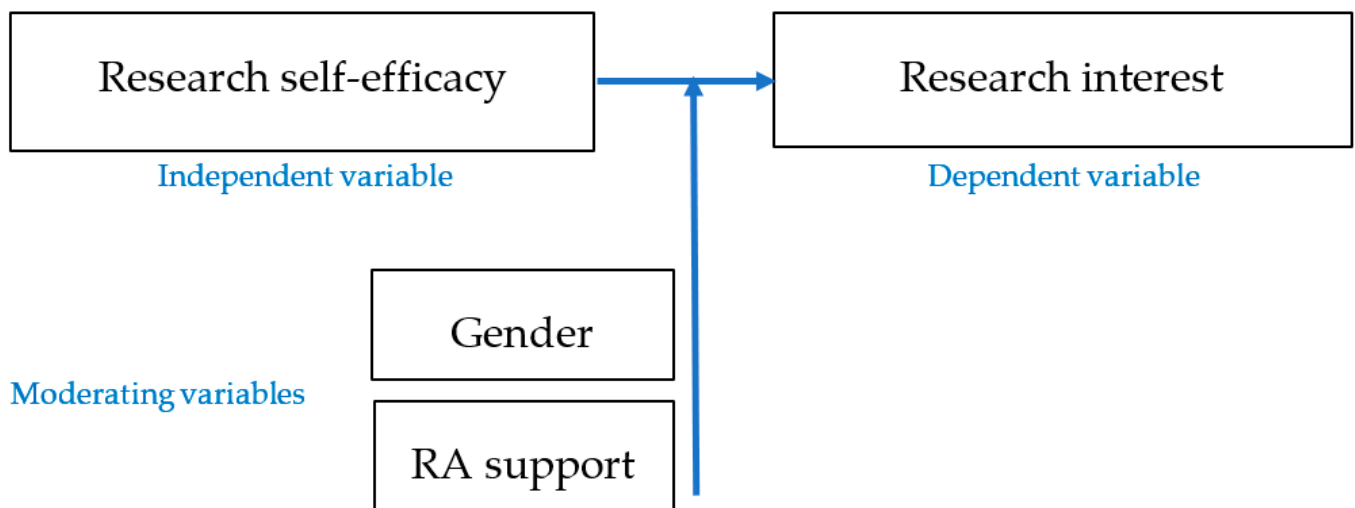 Research self-efficacy
Research interest
Independent variable
Dependent variable
Gender
Moderating variables
RA support